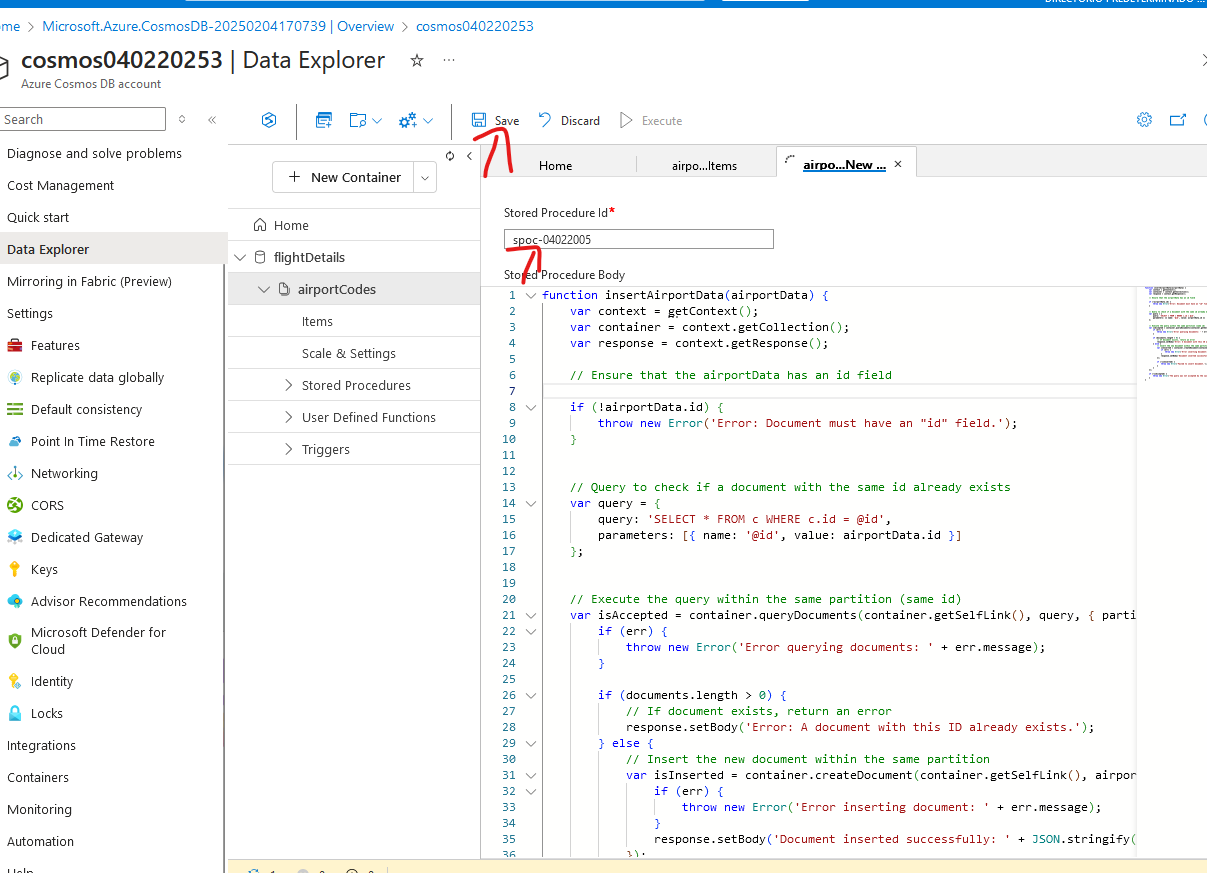 DIRECTORIO PREDETERMINADO ...
ome > Microsoft.Azure.CosmosDB-20250204170739 | Overview > cosmos040220253
cosmos040220253 | Data Explorer
Azure Cosmos DB account
Search
Save
Discard
Execute
Diagnose and solve problems
Cost Management
Quick start
Data Explorer
Mirroring in Fabric (Preview)
Settings
Features
Replicate data globally
Default consistency
Point In Time Restore
Networking
CORS
Dedicated Gateway
Keys
Advisor Recommendations
Microsoft Defender for
Cloud
Identity
Locks
Integrations
Containers
Monitoring
Automation
Help
+ New Container
Home
flightDetails
airportCodes
Items
Scale & Settings
Stored Procedures
User Defined Functions
Triggers
Home
airpo...Items
airpo...New ...
Stored Procedure Id*
spoc-04022005
Stored Procedure Body
1 function insertAirportData(airportData) {
2 var context = getContext();
3 var container = context.getCollection();
4 var response = context.getResponse();
5
6 // Ensure that the airportData has an id field
7
8 if (!airportData.id) {
9 throw new Error('Error: Document must have an "id" field.');
10 }
11
12
13 // Query to check if a document with the same id already exists
14 var query = {
15 query: 'SELECT * FROM c WHERE c.id = @id',
16 parameters: [{ name: '@id', value: airportData.id }]
17 };
18
19
20 // Execute the query within the same partition (same id)
21 var isAccepted = container.queryDocuments(container.getSelfLink(), query, { parti
22 if (err) {
23 throw new Error('Error querying documents: ' + err.message);
24 }
25
26 if (documents.length > 0) {
27 // If document exists, return an error
28 response.setBody('Error: A document with this ID already exists.');
29 } else {
30 // Insert the new document within the same partition
31 var isInserted = container.createDocument(container.getSelfLink(), airpor
32 if (err) {
33 throw new Error('Error inserting document: ' + err.message);
34 }
35 response.setBody('Document inserted successfully: ' + JSON.stringify(
36 });